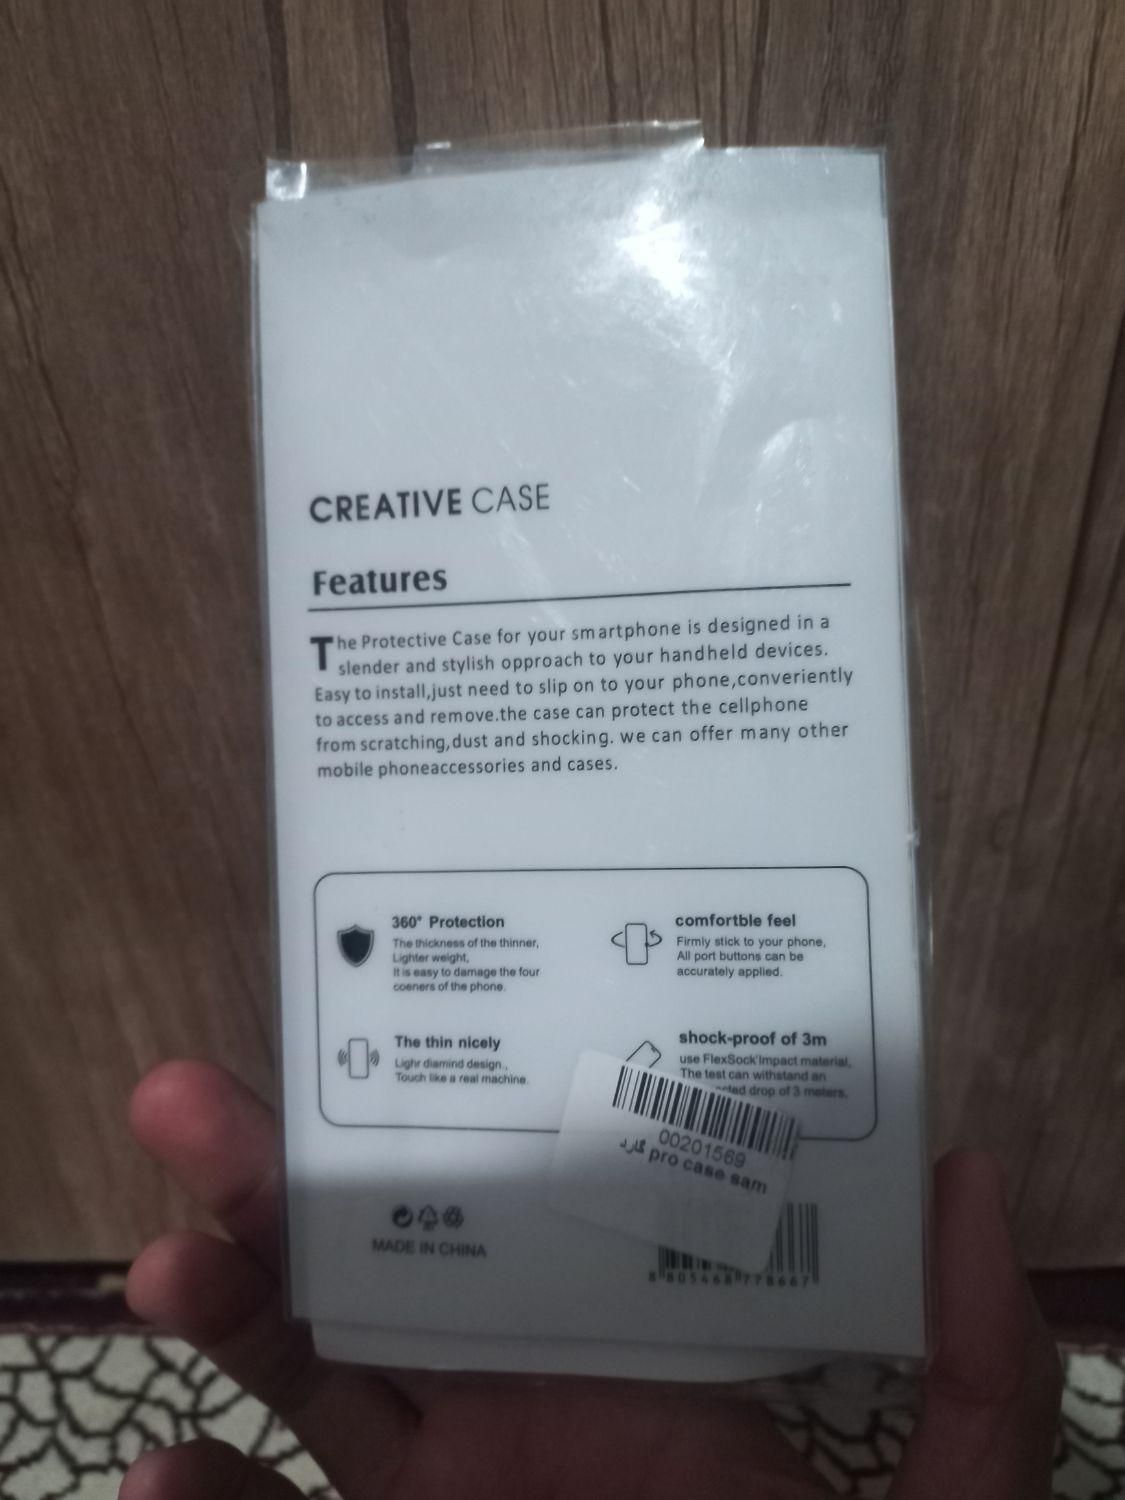 CREATIVE CASE
Features
The Protective Case for your smartphone is designed in a
slender and stylish opproach to your handheld devices.
Easy to install,just need to slip on to your phone,converiently
to access and remove.the case can protect the cellphone
from scratching,dust and shocking. we can offer many other
mobile phoneaccessories and cases.
360° Protection
The thickness of the thinner,
Lighter weight,
It is easy to damage the four
coeners of the phone.
comfortble feel
Firmly stick to your phone,
All port buttons can be
accurately applied.
The thin nicely
Lighr diamind design.,
Touch like a real machine.
shock-proof of 3m
use FlexSock'Impact material,
The test can withstand an
drop of 3 meters,
00201569
گارد pro case sam
MADE IN CHINA
8 805468 778667